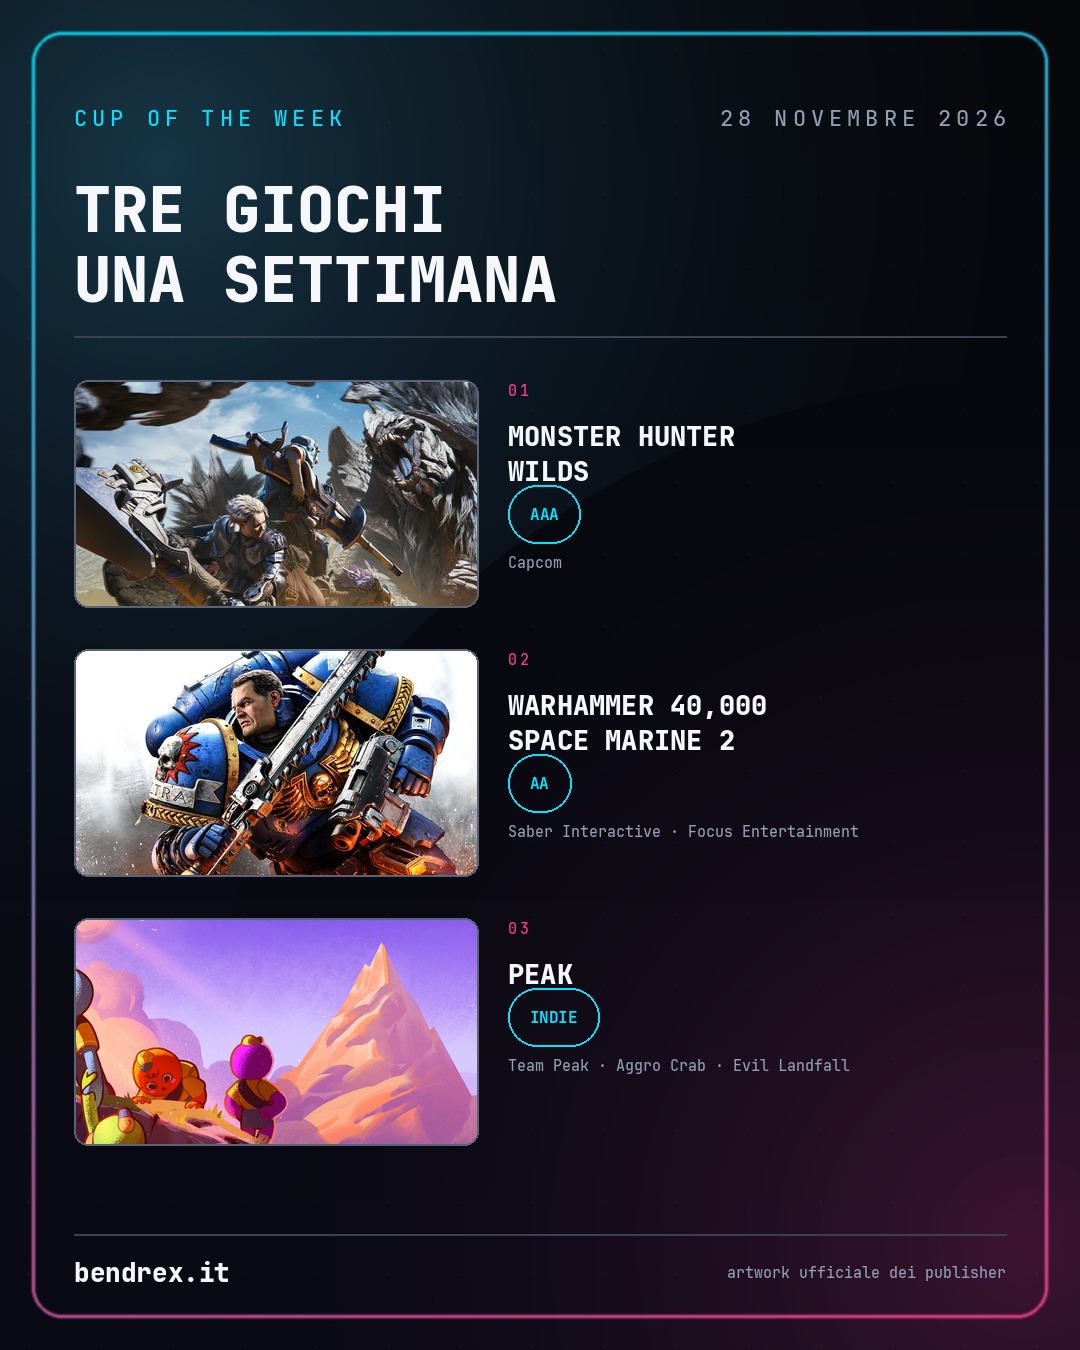 CUP OF THE WEEK
28 NOVEMBRE 2026
TRE GIOCHI
UNA SETTIMANA
01
MONSTER HUNTER
WILDS
AAA
Capcom
02
WARHAMMER 40,000
SPACE MARINE 2
AA
Saber Interactive · Focus Entertainment
TRA
03
PEAK
INDIE
Team Peak · Aggro Crab · Evil Landfall
bendrex.it
artwork ufficiale dei publisher